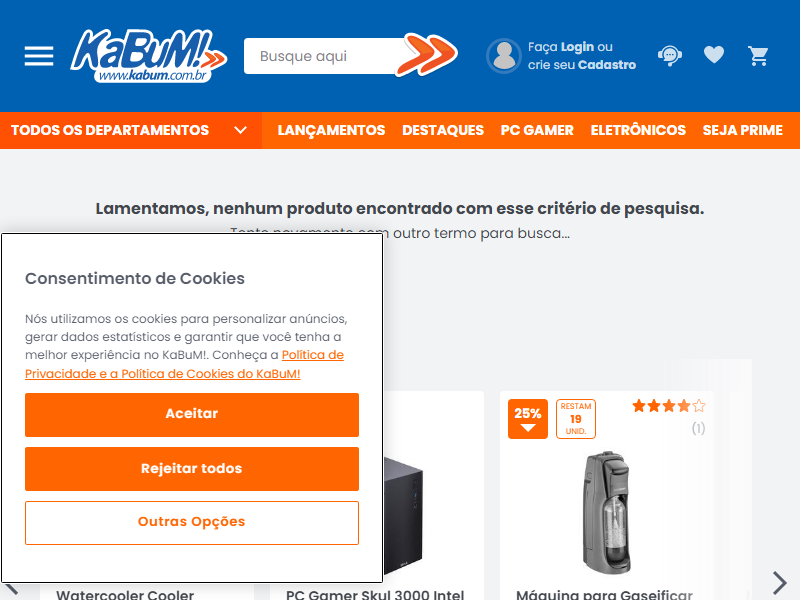 KaBuM!
www.kabum.com.br
Busque aqui
Faça Login ou
crie seu Cadastro
TODOS OS DEPARTAMENTOS
LANÇAMENTOS
DESTAQUES
PC GAMER
ELETRÔNICOS
SEJA PRIME
Lamentamos, nenhum produto encontrado com esse critério de pesquisa.
Tente novamente com outro termo para busca...
Consentimento de Cookies
Nós utilizamos os cookies para personalizar anúncios,
gerar dados estatísticos e garantir que você tenha a
melhor experiência no KaBuM!. Conheça a Política de
Privacidade e a Política de Cookies do KaBuM!
Aceitar
Rejeitar todos
Outras Opções
25%
RESTAM
19
UNID.
(1)
Watercooler Cooler
PC Gamer Skul 3000 Intel
Máquina para Gaseificar